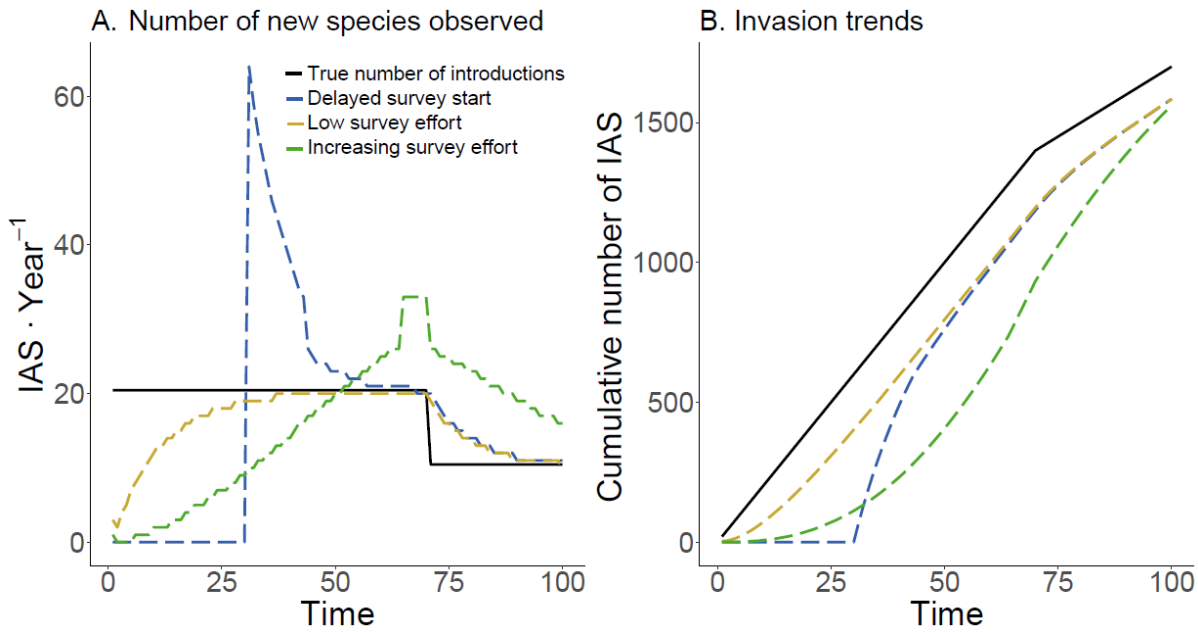 A. Number of new species observed
IAS · Year⁻¹
60
40
20
0
True number of introductions
Delayed survey start
Low survey effort
Increasing survey effort
0 25 50 75 100
Time
B. Invasion trends
Cumulative number of IAS
1500
1000
500
0
0 25 50 75 100
Time